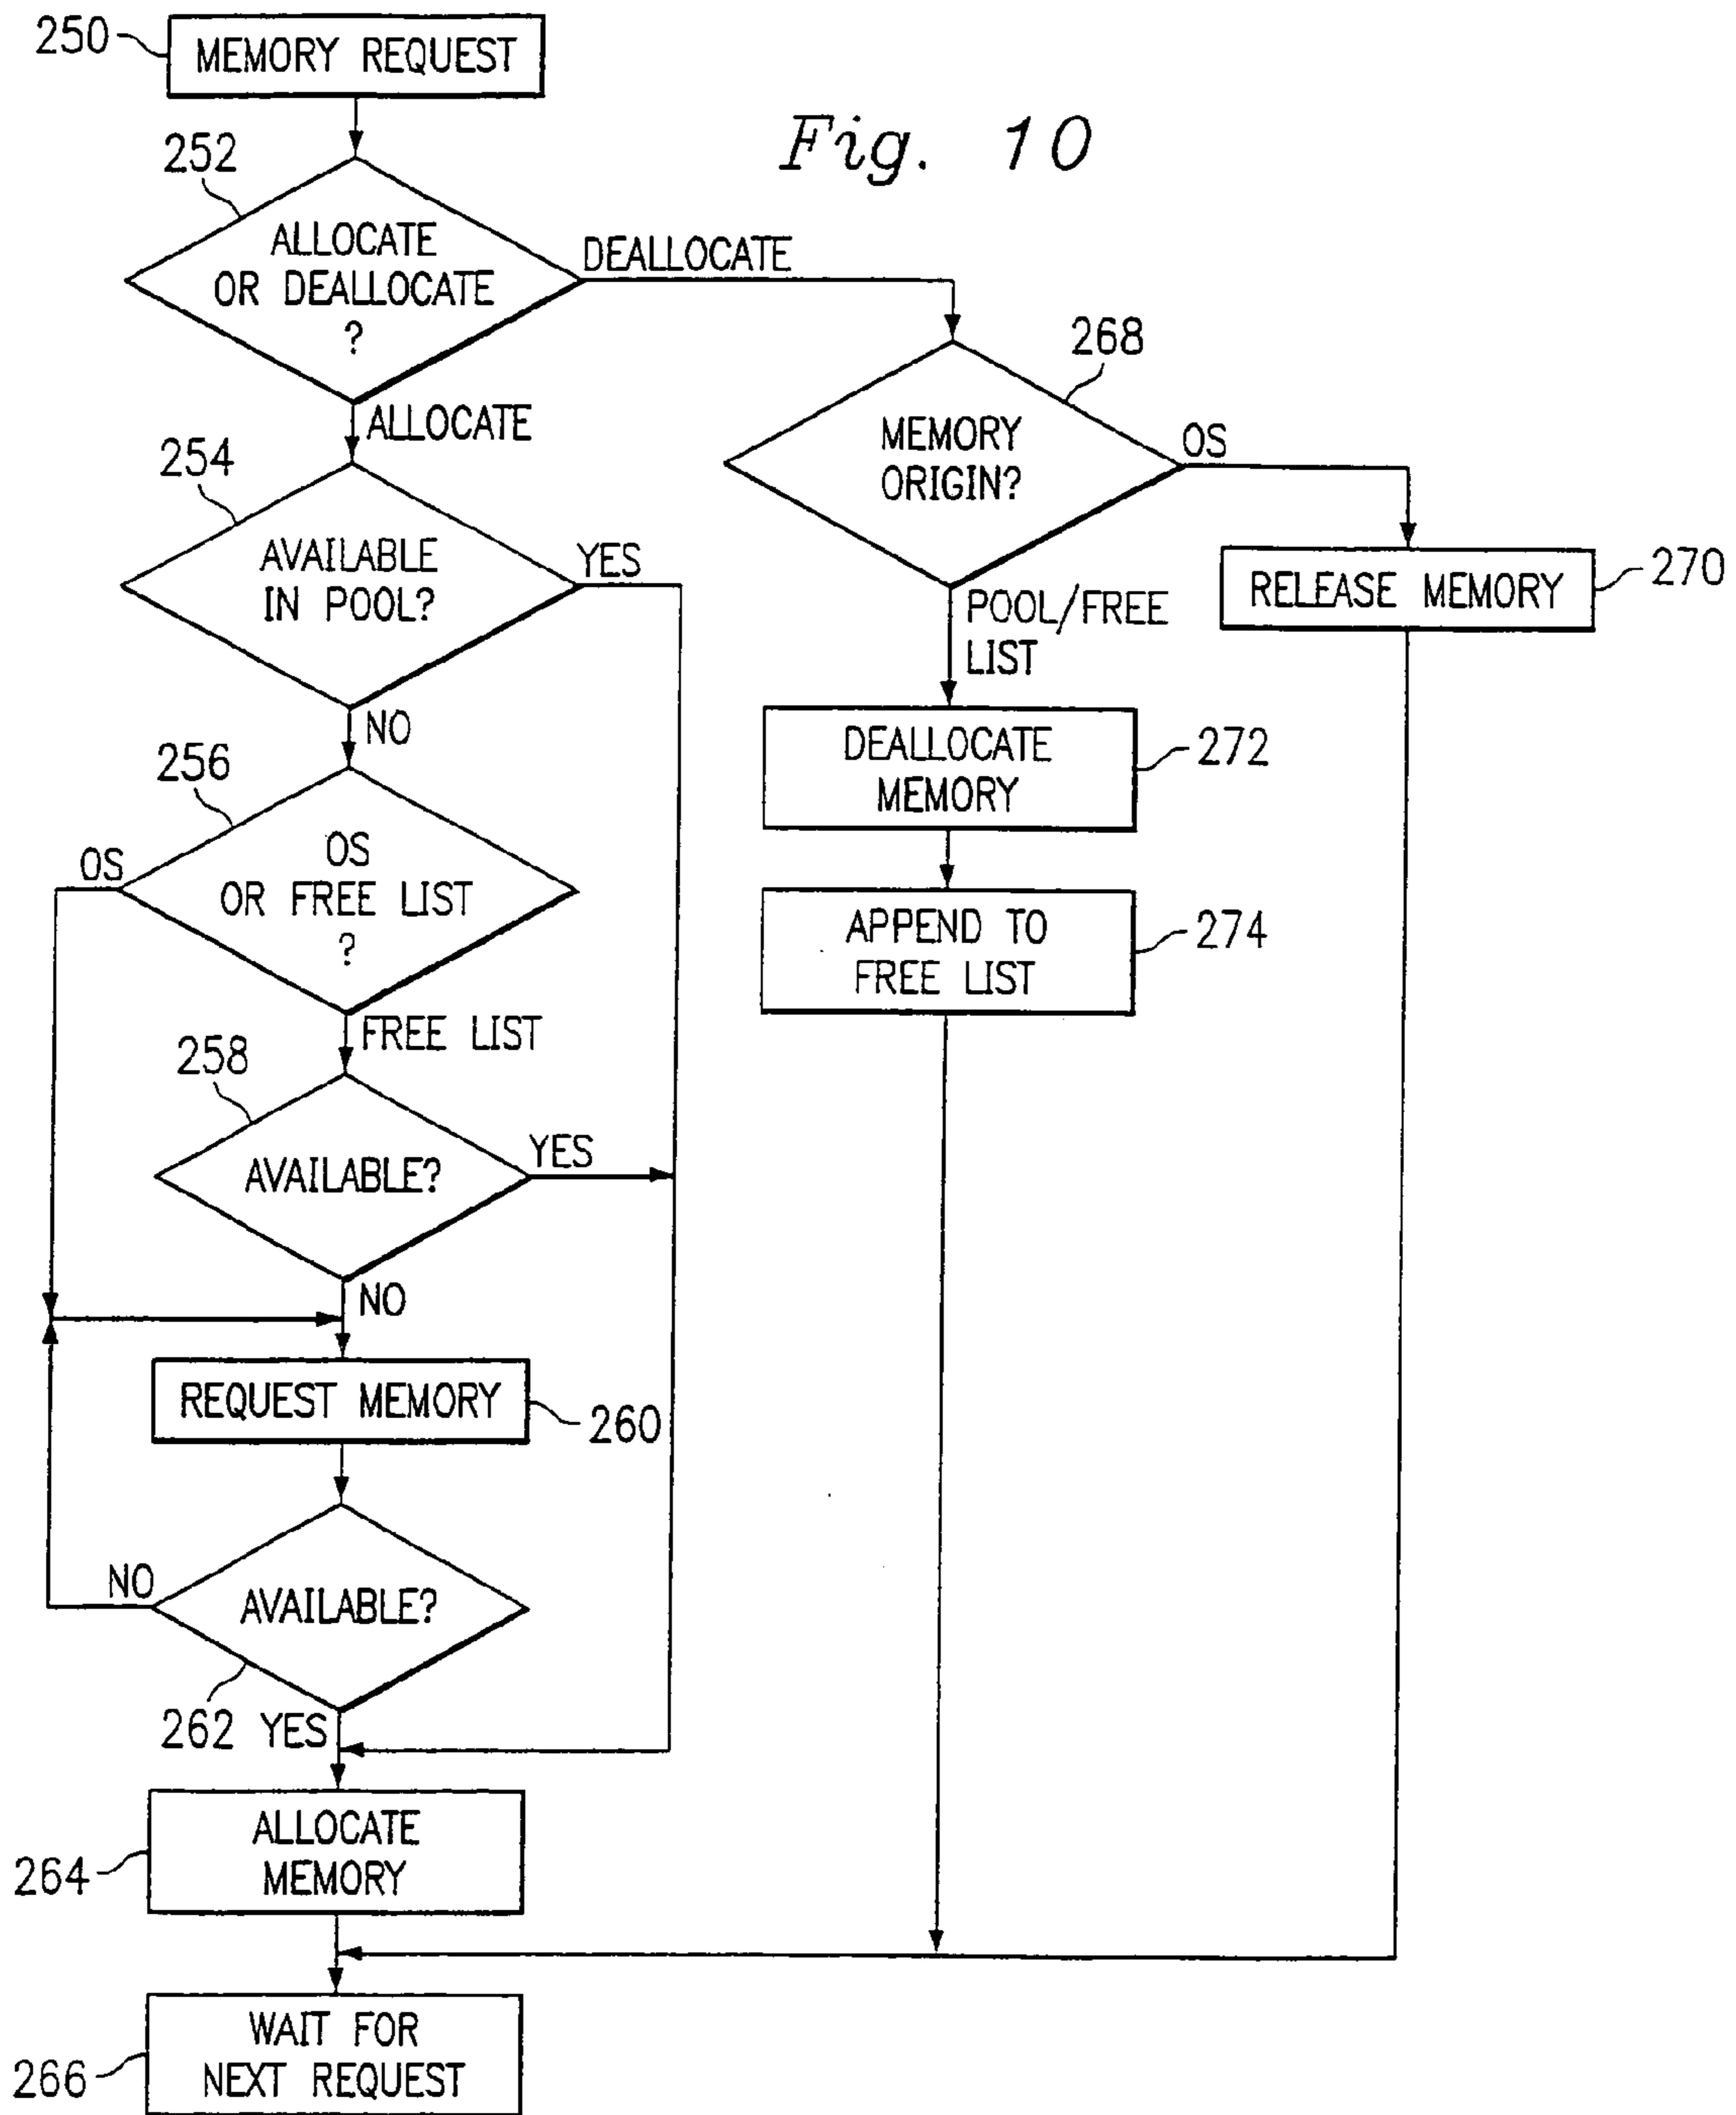 250
MEMORY REQUEST
Fig. 10
252
ALLOCATE
OR DEALLOCATE
?
DEALLOCATE
ALLOCATE
268
MEMORY
ORIGIN?
OS
254
AVAILABLE
IN POOL?
YES
NO
RELEASE MEMORY
270
POOL/FREE
LIST
DEALLOCATE
MEMORY
272
256
OS
OS
OR FREE LIST
?
FREE LIST
APPEND TO
FREE LIST
274
258
AVAILABLE?
YES
NO
REQUEST MEMORY
260
NO
AVAILABLE?
262
YES
ALLOCATE
MEMORY
264
WAIT FOR
NEXT REQUEST
266